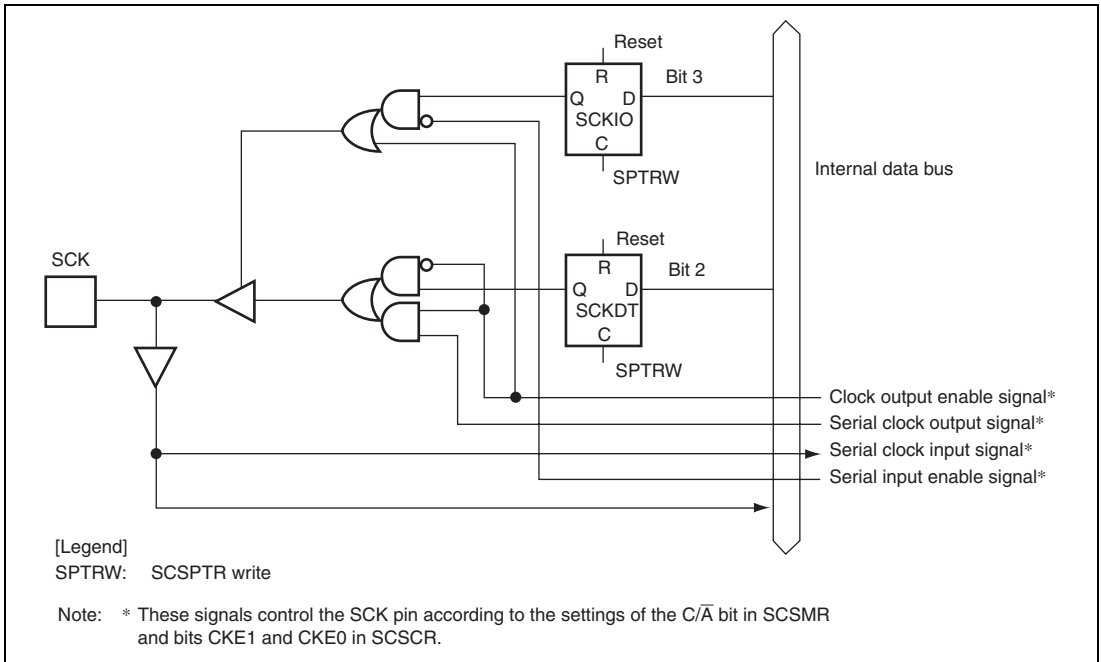 Reset
R
Bit 3
Q
D
SCKIO
C
SPTRW
Internal data bus
Reset
R
Bit 2
Q
D
SCKDT
C
SPTRW
SCK
Clock output enable signal*
Serial clock output signal*
Serial clock input signal*
Serial input enable signal*
[Legend]
SPTRW: SCSPTR write
Note: * These signals control the SCK pin according to the settings of the C/A̅ bit in SCSMR
and bits CKE1 and CKE0 in SCSCR.